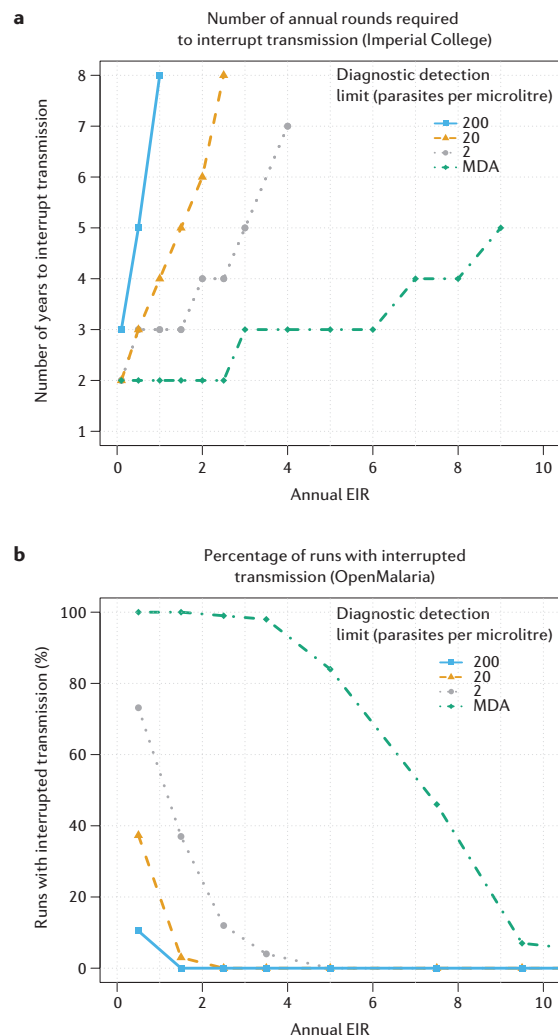 a
Number of annual rounds required
to interrupt transmission (Imperial College)
Diagnostic detection
limit (parasites per microlitre)
200
20
2
MDA
Number of years to interrupt transmission
8
7
6
5
4
3
2
1
0 2 4 6 8 10
Annual EIR
b
Percentage of runs with interrupted
transmission (OpenMalaria)
Diagnostic detection
limit (parasites per microlitre)
200
20
2
MDA
Runs with interrupted transmission (%)
100
80
60
40
20
0
0 2 4 6 8 10
Annual EIR